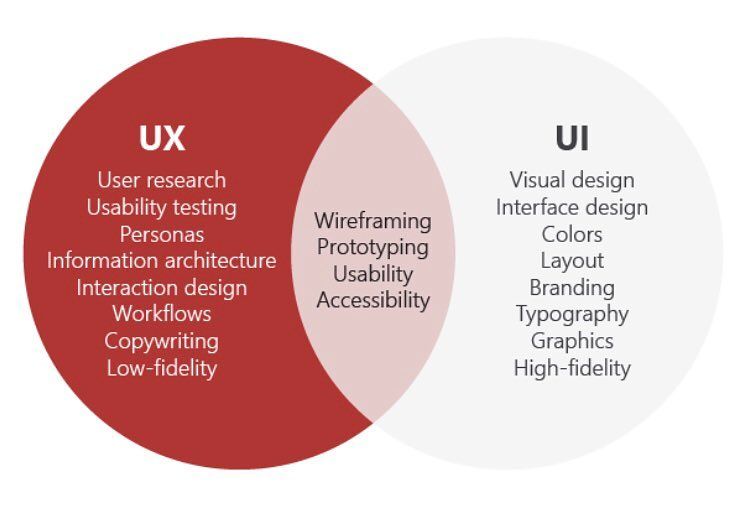 UX
User research
Usability testing
Personas
Information architecture
Interaction design
Workflows
Copywriting
Low-fidelity
Wireframing
Prototyping
Usability
Accessibility
UI
Visual design
Interface design
Colors
Layout
Branding
Typography
Graphics
High-fidelity